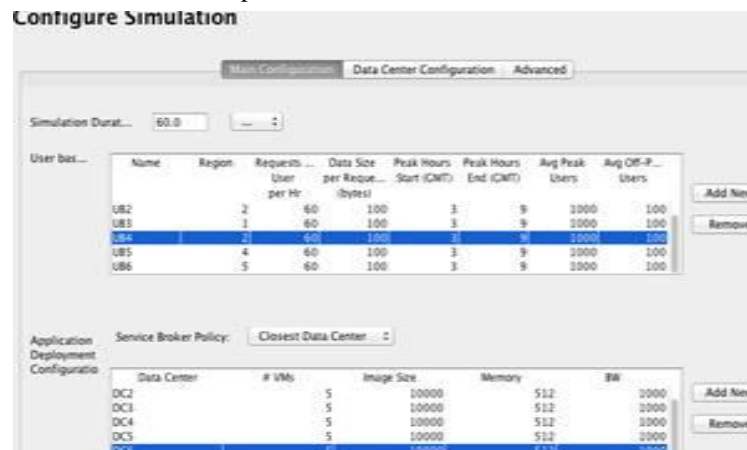 Configure Simulation
Main Configuration Data Center Configuration Advanced
Simulation Durat... 60.0 ...
User bas...
Name Region Requests ... Data Size Peak Hours Peak Hours Avg Peak Avg Off-P...
User per Reque... Start (GMT) End (GMT) Users Users
per Hr (bytes)
Add New
UB2 2 60 100 3 9 1000 100
UB3 1 60 100 3 9 1000 100
Remove
UB4 2 60 100 3 9 1000 100
UB5 4 60 100 3 9 1000 100
UB6 5 60 100 3 9 1000 100
Application
Deployment
Configuratio
Service Broker Policy: Closest Data Center
Data Center # VMs Image Size Memory BW
Add New
DC2 5 10000 512 1000
DC3 5 10000 512 1000
DC4 5 10000 512 1000
Remove
DC5 5 10000 512 1000